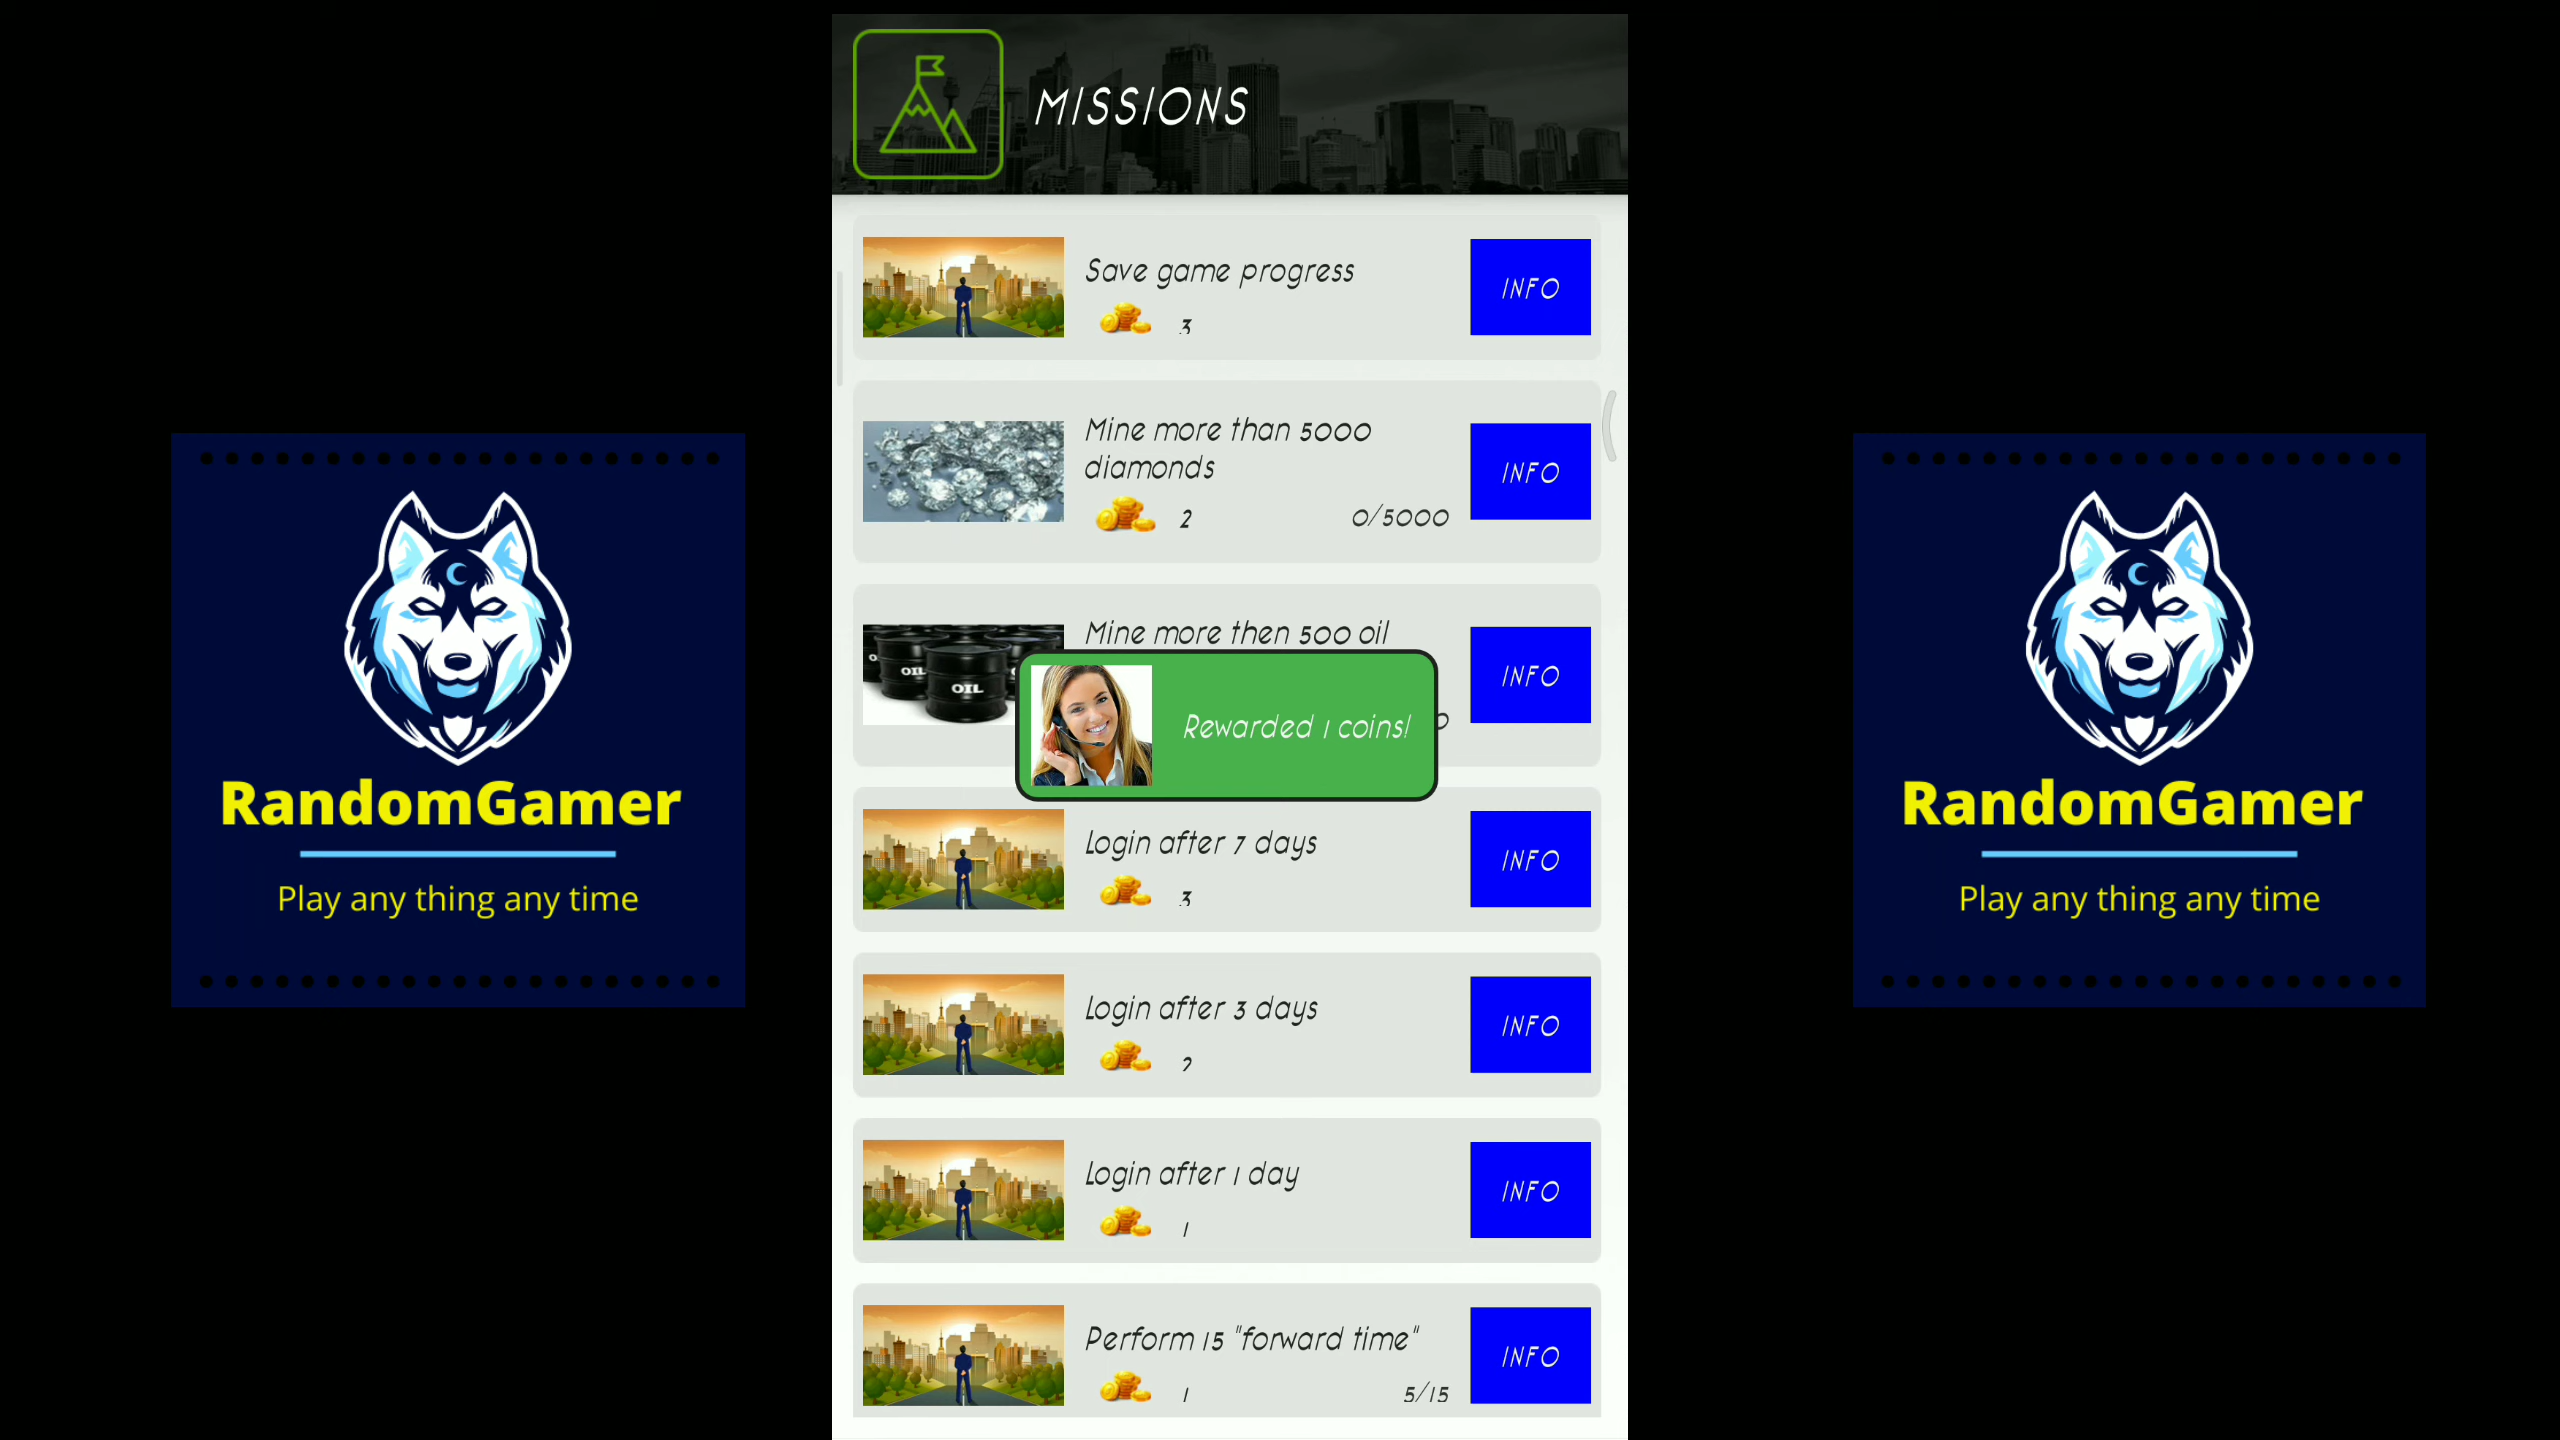 MISSIONS
Save game progress
3
INFO
Mine more than 5000
diamonds
2
0/5000
INFO
Mine more then 500 oil
OIL
OIL
INFO
Rewarded 1 coins!
Login after 7 days
3
INFO
Login after 3 days
2
INFO
Login after 1 day
1
INFO
Perform 15 "forward time"
1
5/15
INFO
RandomGamer
Play any thing any time
RandomGamer
Play any thing any time